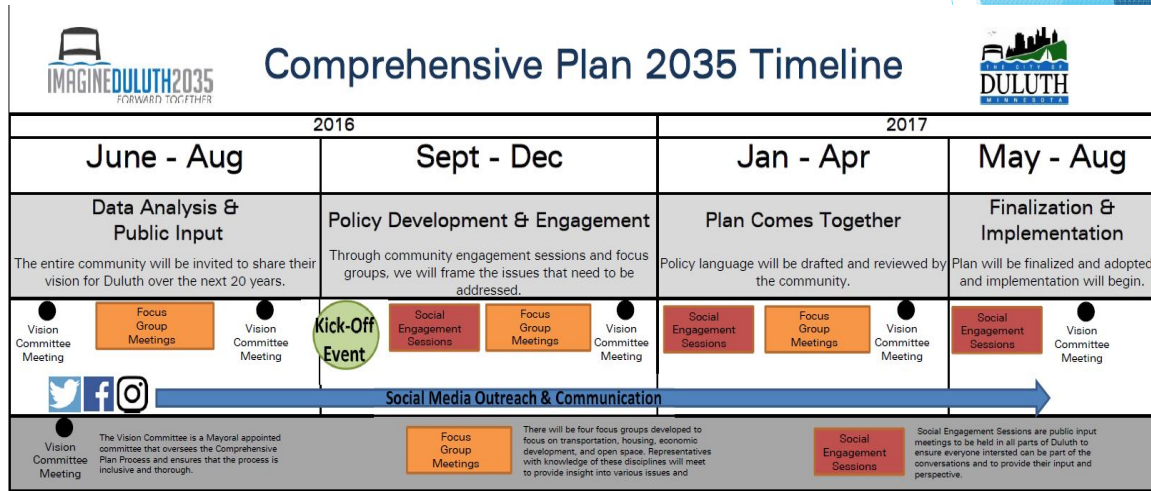 IMAGINEDULUTH2035
FORWARD TOGETHER
Comprehensive Plan 2035 Timeline
THE CITY OF
DULUTH
MINNESOTA
2016
2017
June - Aug
Sept - Dec
Jan - Apr
May - Aug
Data Analysis &
Public Input
The entire community will be invited to share their
vision for Duluth over the next 20 years.
Policy Development & Engagement
Through community engagement sessions and focus
groups, we will frame the issues that need to be
addressed.
Plan Comes Together
Policy language will be drafted and reviewed by
the community.
Finalization &
Implementation
Plan will be finalized and adopted
and implementation will begin.
Vision
Committee
Meeting
Focus
Group
Meetings
Vision
Committee
Meeting
Kick-Off
Event
Social
Engagement
Sessions
Focus
Group
Meetings
Vision
Committee
Meeting
Social
Engagement
Sessions
Focus
Group
Meetings
Vision
Committee
Meeting
Social
Engagement
Sessions
Vision
Committee
Meeting
Social Media Outreach & Communication
Vision
Committee
Meeting
The Vision Committee is a Mayoral appointed
committee that oversees the Comprehensive
Plan Process and ensures that the process is
inclusive and thorough.
Focus
Group
Meetings
There will be four focus groups developed to
focus on transportation, housing, economic
development, and open space. Representatives
with knowledge of these disciplines will meet
to provide insight into various issues and
Social
Engagement
Sessions
Social Engagement Sessions are public input
meetings to be held in all parts of Duluth to
ensure everyone intersted can be part of the
conversations and to provide their input and
perspective.